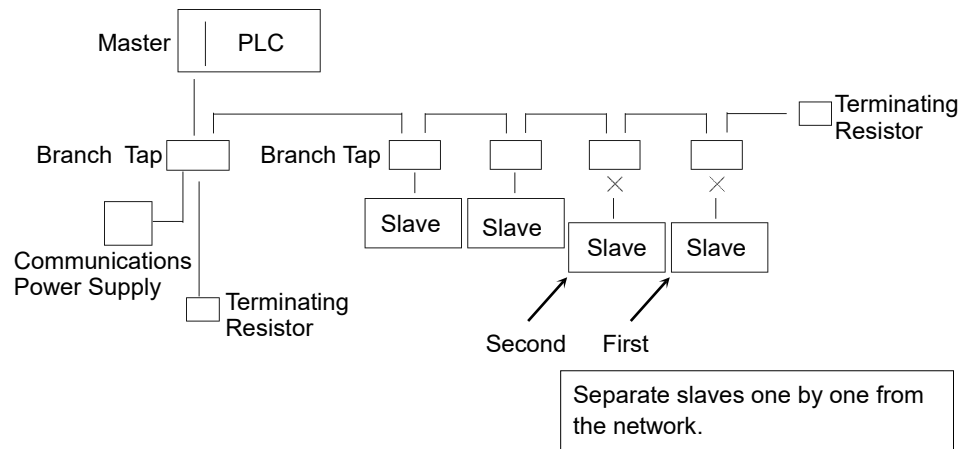 Master
PLC
Terminating
Resistor
Branch Tap
Branch Tap
Slave
Slave
Slave
Slave
Communications
Power Supply
Terminating
Resistor
Second
First
Separate slaves one by one from
the network.